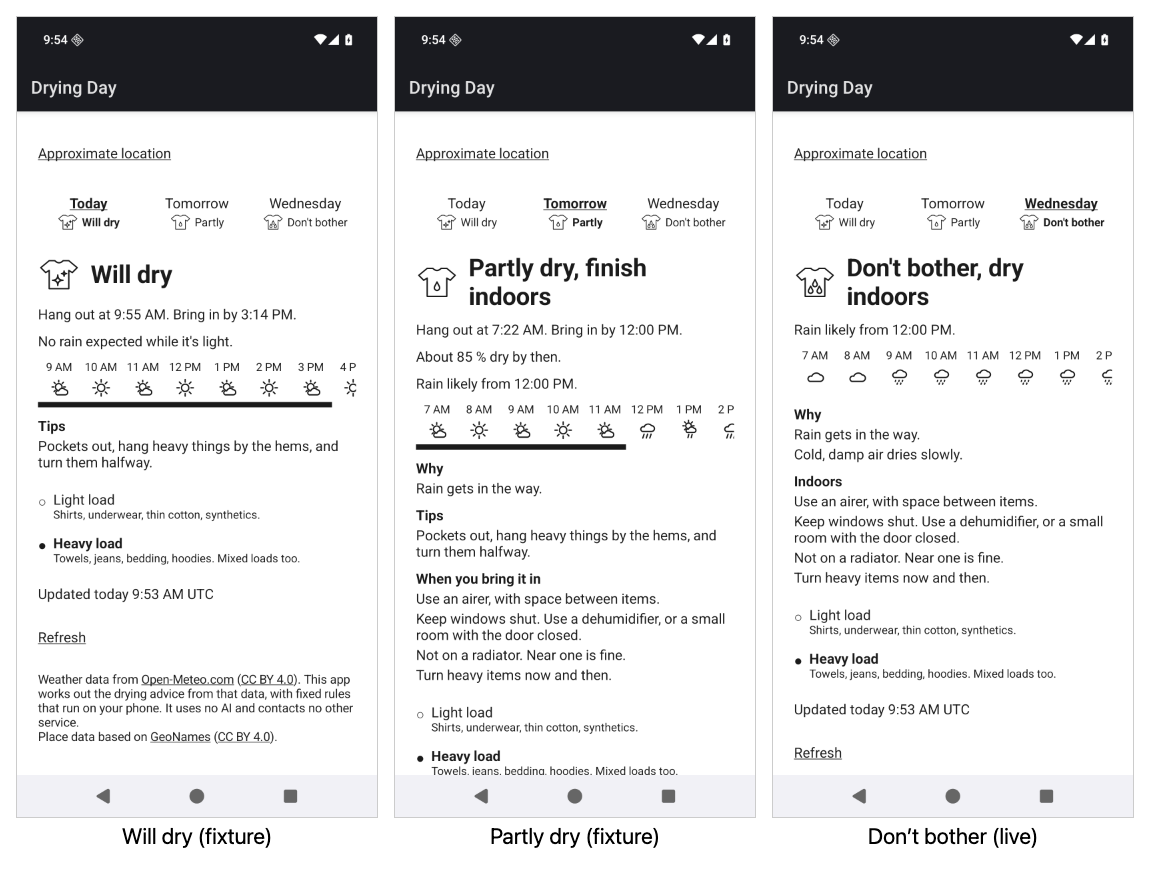 9:54
Drying Day
Approximate location
Today Tomorrow Wednesday
Will dry Partly Don't bother
Will dry
Hang out at 9:55 AM. Bring in by 3:14 PM.
No rain expected while it's light.
9 AM 10 AM 11 AM 12 PM 1 PM 2 PM 3 PM 4 P
Tips
Pockets out, hang heavy things by the hems, and
turn them halfway.
Light load
Shirts, underwear, thin cotton, synthetics.
Heavy load
Towels, jeans, bedding, hoodies. Mixed loads too.
Updated today 9:53 AM UTC
Refresh
Weather data from Open-Meteo.com (CC BY 4.0). This app
works out the drying advice from that data, with fixed rules
that run on your phone. It uses no AI and contacts no other
service.
Place data based on GeoNames (CC BY 4.0).
Will dry (fixture)
9:54
Drying Day
Approximate location
Today Tomorrow Wednesday
Will dry Partly Don't bother
Partly dry, finish
indoors
Hang out at 7:22 AM. Bring in by 12:00 PM.
About 85 % dry by then.
Rain likely from 12:00 PM.
7 AM 8 AM 9 AM 10 AM 11 AM 12 PM 1 PM 2 P
Why
Rain gets in the way.
Tips
Pockets out, hang heavy things by the hems, and
turn them halfway.
When you bring it in
Use an airer, with space between items.
Keep windows shut. Use a dehumidifier, or a small
room with the door closed.
Not on a radiator. Near one is fine.
Turn heavy items now and then.
Light load
Shirts, underwear, thin cotton, synthetics.
Heavy load
Towels, jeans, bedding, hoodies. Mixed loads too.
Partly dry (fixture)
9:54
Drying Day
Approximate location
Today Tomorrow Wednesday
Will dry Partly Don't bother
Don't bother, dry
indoors
Rain likely from 12:00 PM.
7 AM 8 AM 9 AM 10 AM 11 AM 12 PM 1 PM 2 P
Why
Rain gets in the way.
Cold, damp air dries slowly.
Indoors
Use an airer, with space between items.
Keep windows shut. Use a dehumidifier, or a small
room with the door closed.
Not on a radiator. Near one is fine.
Turn heavy items now and then.
Light load
Shirts, underwear, thin cotton, synthetics.
Heavy load
Towels, jeans, bedding, hoodies. Mixed loads too.
Updated today 9:53 AM UTC
Refresh
Don’t bother (live)